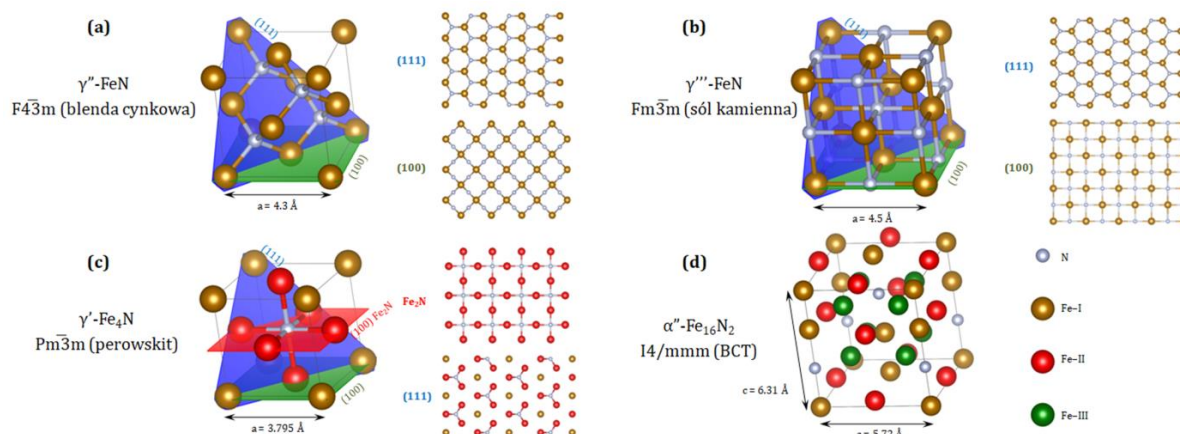 (a)
γ''-FeN
F4̅3m (blenda cynkowa)
(111)
(100)
a = 4.3 Å
(111)
(100)
(b)
γ'''-FeN
Fm3̅m (sól kamienna)
(111)
(100)
a = 4.5 Å
(111)
(100)
(c)
γ'-Fe₄N
Pm3̅m (perowskit)
(111)
(100) Fe₂N
(100)
a = 3.795 Å
Fe₂N
(111)
(d)
α''-Fe₁₆N₂
I4/mmm (BCT)
c = 6.31 Å
a = 5.72 Å
N
Fe-I
Fe-II
Fe-III